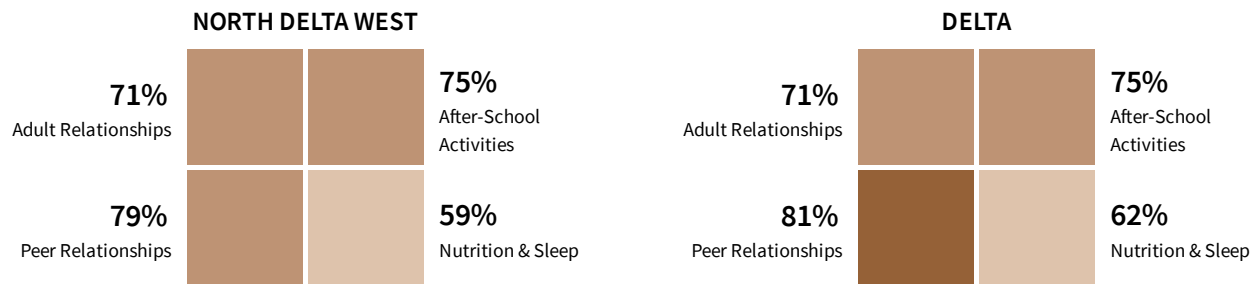 NORTH DELTA WEST
71%
Adult Relationships
75%
After-School
Activities
79%
Peer Relationships
59%
Nutrition & Sleep
DELTA
71%
Adult Relationships
75%
After-School
Activities
81%
Peer Relationships
62%
Nutrition & Sleep